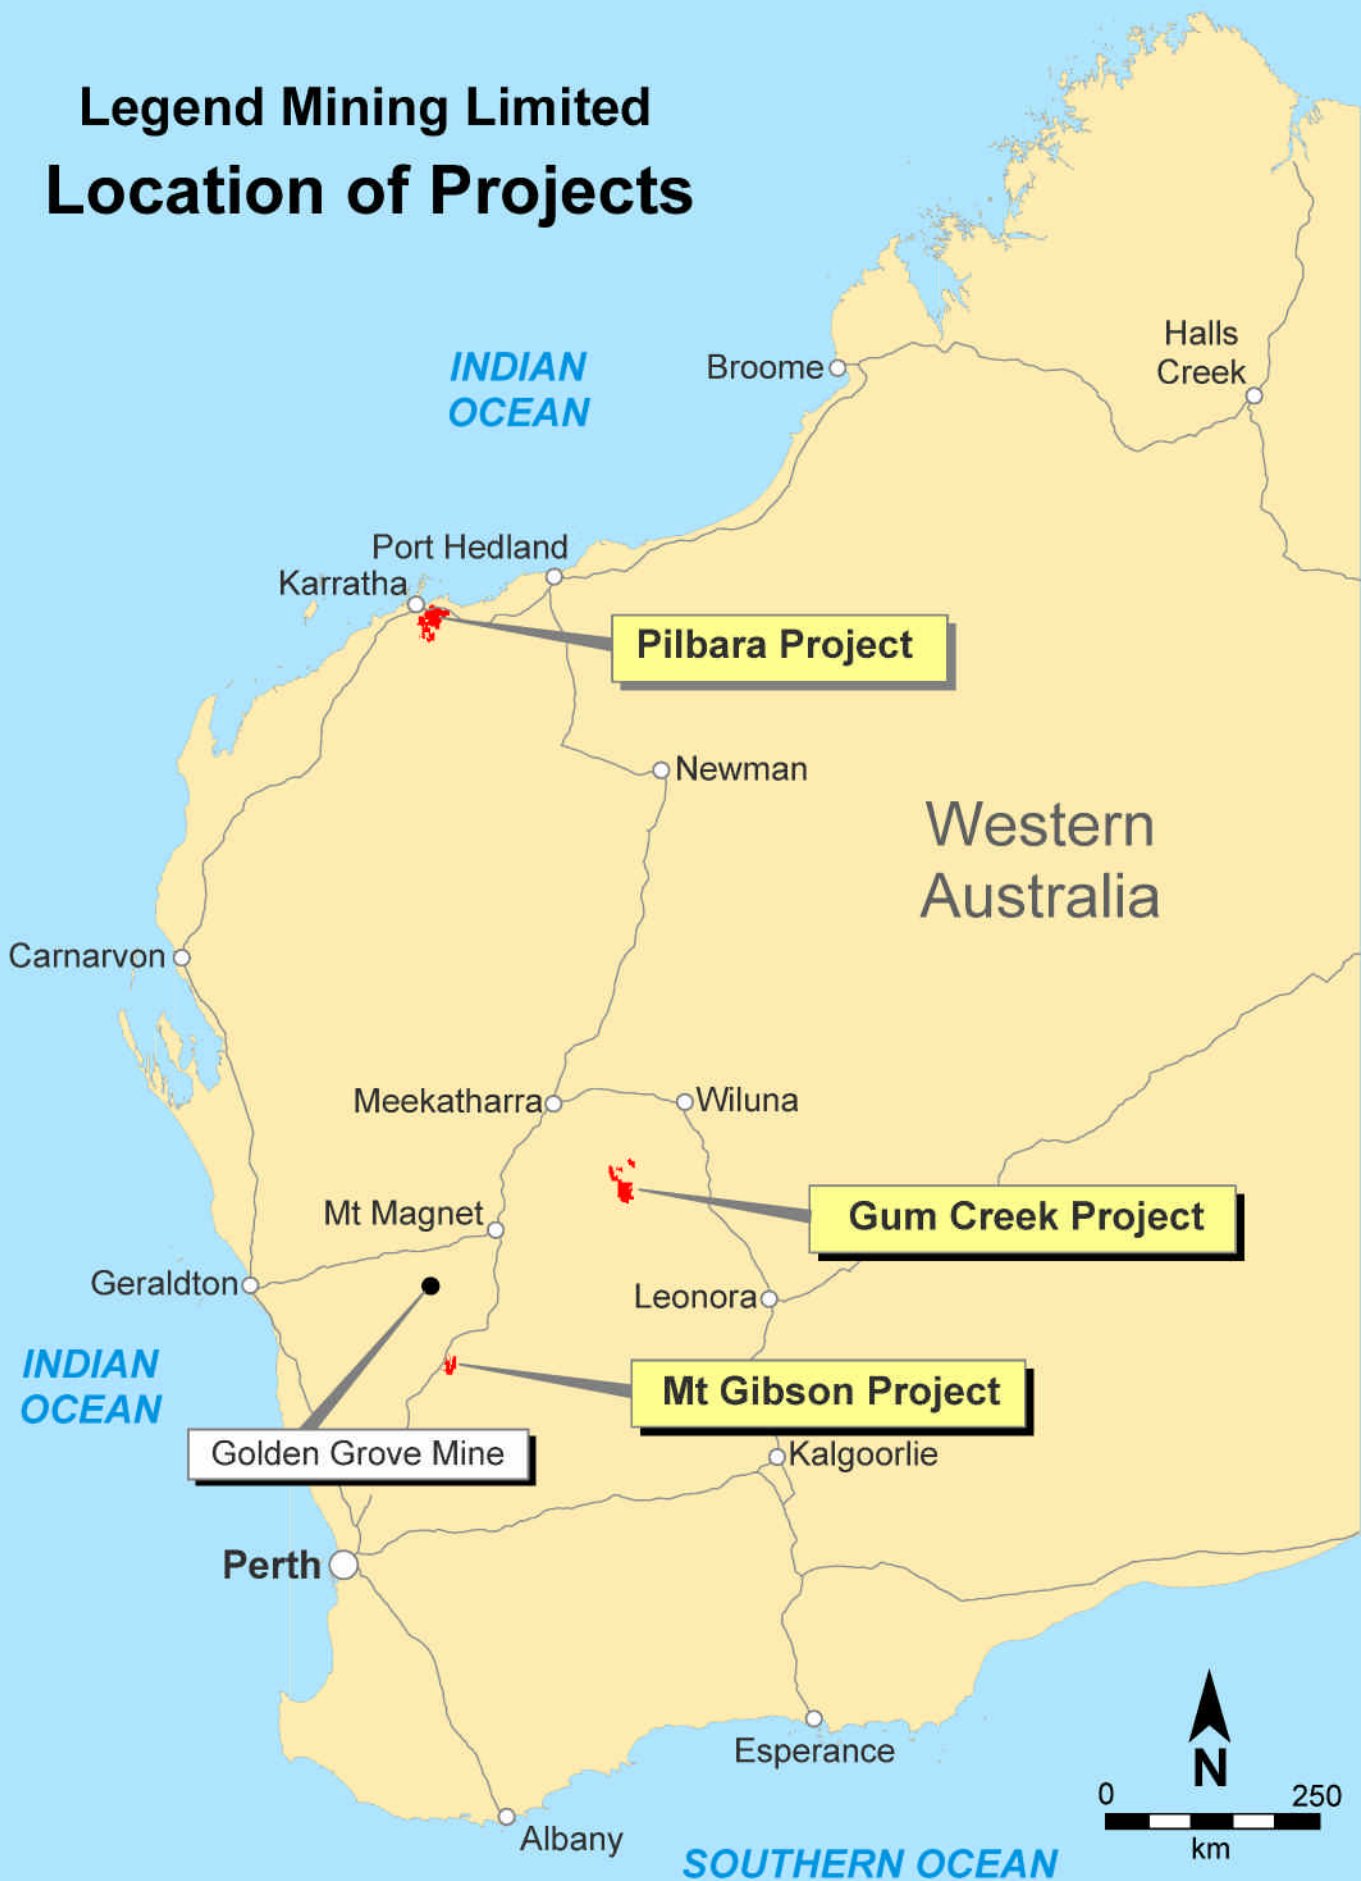 Legend Mining Limited
Location of Projects
INDIAN
OCEAN
Broome
Halls
Creek
Port Hedland
Karratha
Pilbara Project
Newman
Western
Australia
Carnarvon
Meekatharra
Wiluna
Mt Magnet
Gum Creek Project
Geraldton
Leonora
INDIAN
OCEAN
Mt Gibson Project
Golden Grove Mine
Kalgoorlie
Perth
Esperance
N
0 250
km
Albany
SOUTHERN OCEAN